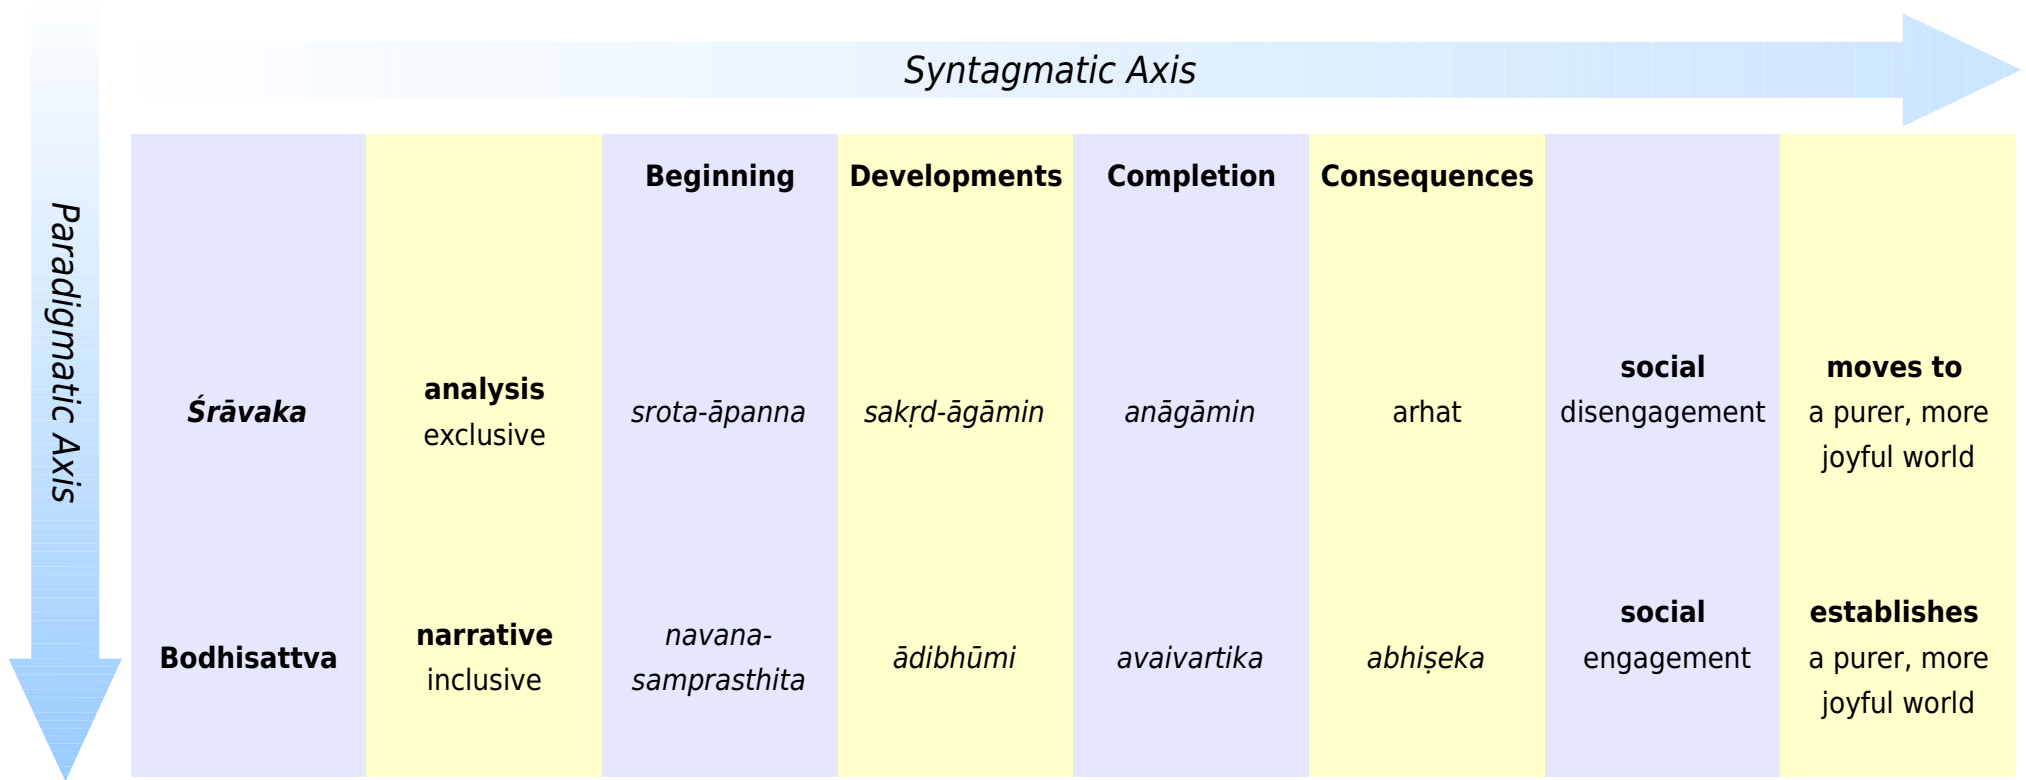 Syntagmatic Axis
Paradigmatic Axis
Beginning Developments Completion Consequences
Śrāvaka
analysis
exclusive
srota-āpanna
sakṛd-āgāmin
anāgāmin
arhat
social
disengagement
moves to
a purer, more
joyful world
Bodhisattva
narrative
inclusive
navana-
samprasthita
ādibhūmi
avaivartika
abhiṣeka
social
engagement
establishes
a purer, more
joyful world